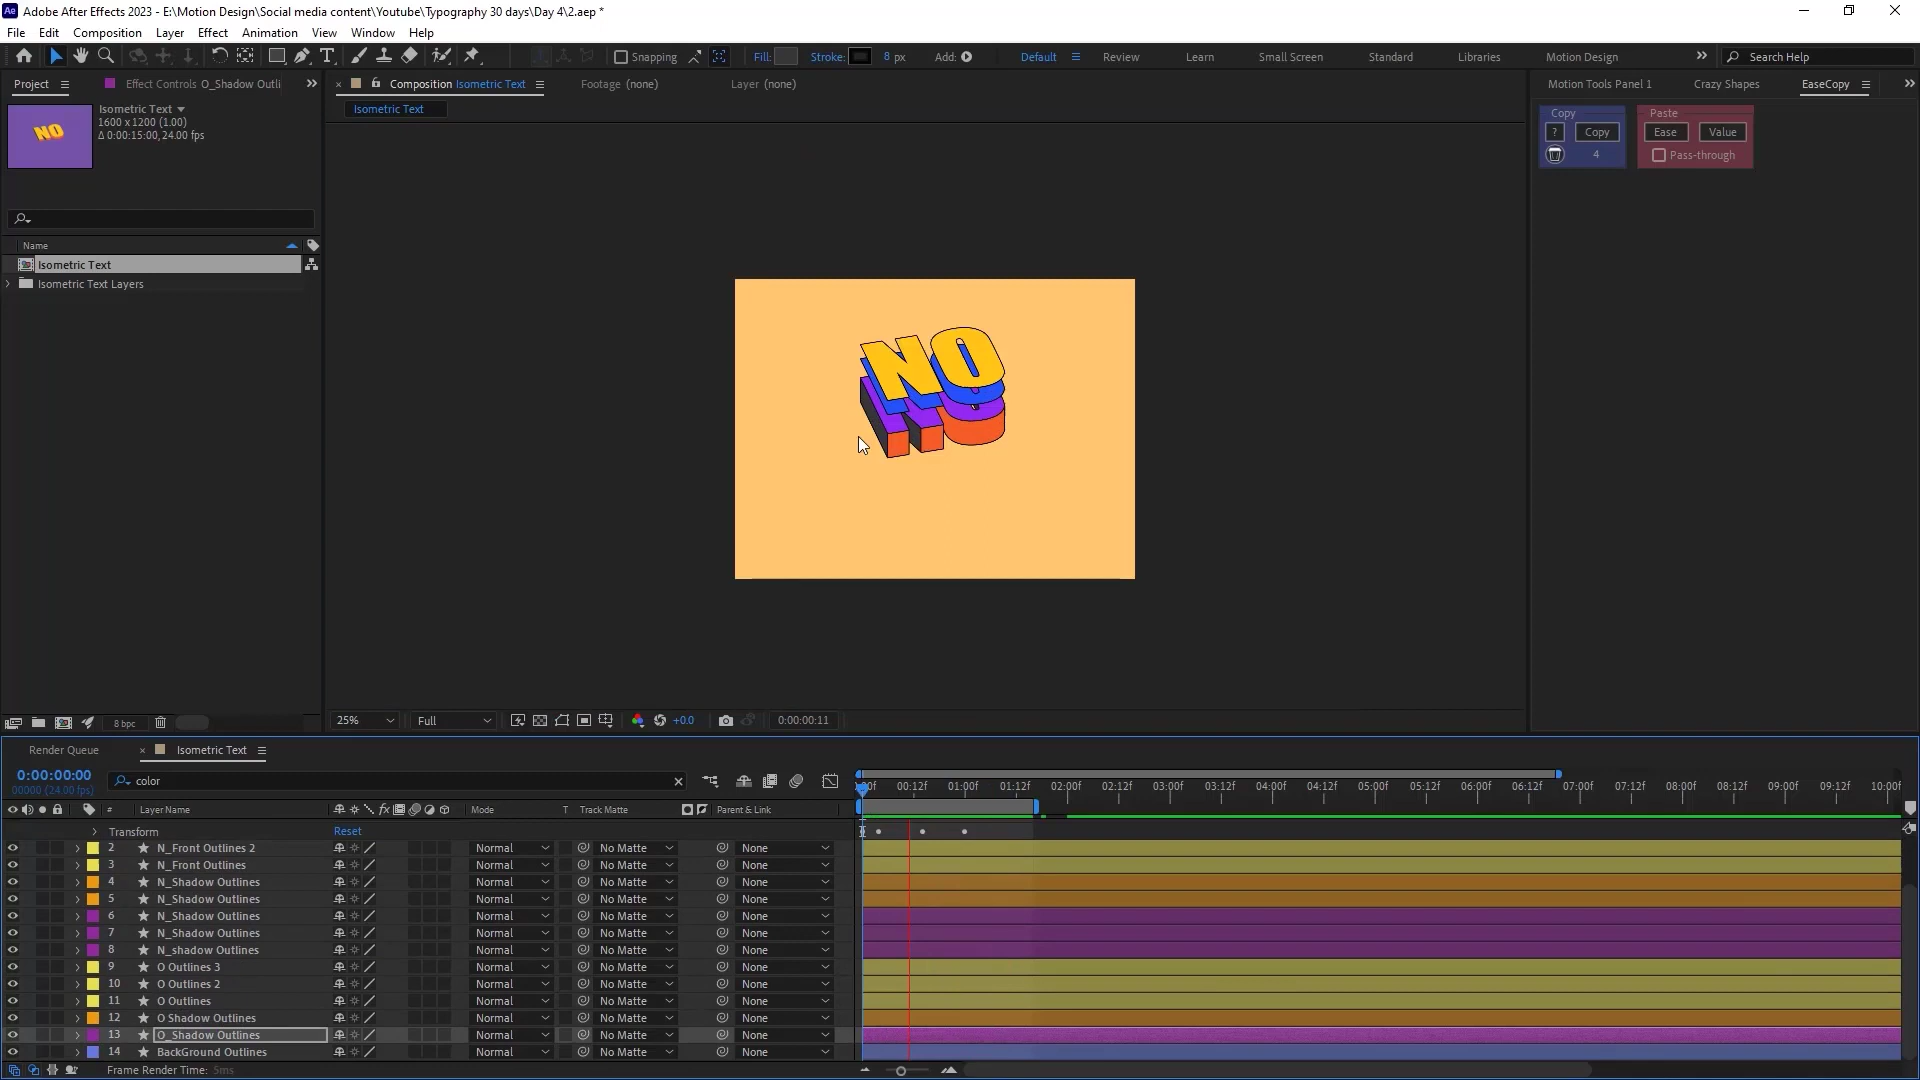 Ae Adobe After Effects 2023 - E:\Motion Design\Social media content\Youtube\Typography 30 days\Day 4\2.aep *
File Edit Composition Layer Effect Animation View Window Help
Snapping Fill: Stroke: 8 px Add: Default Review Learn Small Screen Standard Libraries Motion Design Search Help
Project Effect Controls O_Shadow Outli Composition Isometric Text Footage (none) Layer (none) Motion Tools Panel 1 Crazy Shapes EaseCopy
Isometric Text
1600 x 1200 (1.00)
Δ 0:00:15:00, 24.00 fps
NO
Isometric Text
Copy Paste
? Copy Ease Value
4 Pass-through
Name
Isometric Text
Isometric Text Layers
NO
8 bpc 25% Full +0.0 0:00:00:11
Render Queue Isometric Text
0:00:00:00
00000 (24.00 fps)
color
00:12f 01:00f 01:12f 02:00f 02:12f 03:00f 03:12f 04:00f 04:12f 05:00f 05:12f 06:00f 06:12f 07:00f 07:12f 08:00f 08:12f 09:00f 09:12f 10:00f
# Layer Name fx Mode T Track Matte Parent & Link
Transform Reset
2 N_Front Outlines 2 Normal No Matte None
3 N_Front Outlines Normal No Matte None
4 N_Shadow Outlines Normal No Matte None
5 N_Shadow Outlines Normal No Matte None
6 N_Shadow Outlines Normal No Matte None
7 N_Shadow Outlines Normal No Matte None
8 N_shadow Outlines Normal No Matte None
9 O Outlines 3 Normal No Matte None
10 O Outlines 2 Normal No Matte None
11 O Outlines Normal No Matte None
12 O Shadow Outlines Normal No Matte None
13 O_Shadow Outlines Normal No Matte None
14 BackGround Outlines Normal No Matte None
Frame Render Time: 5ms